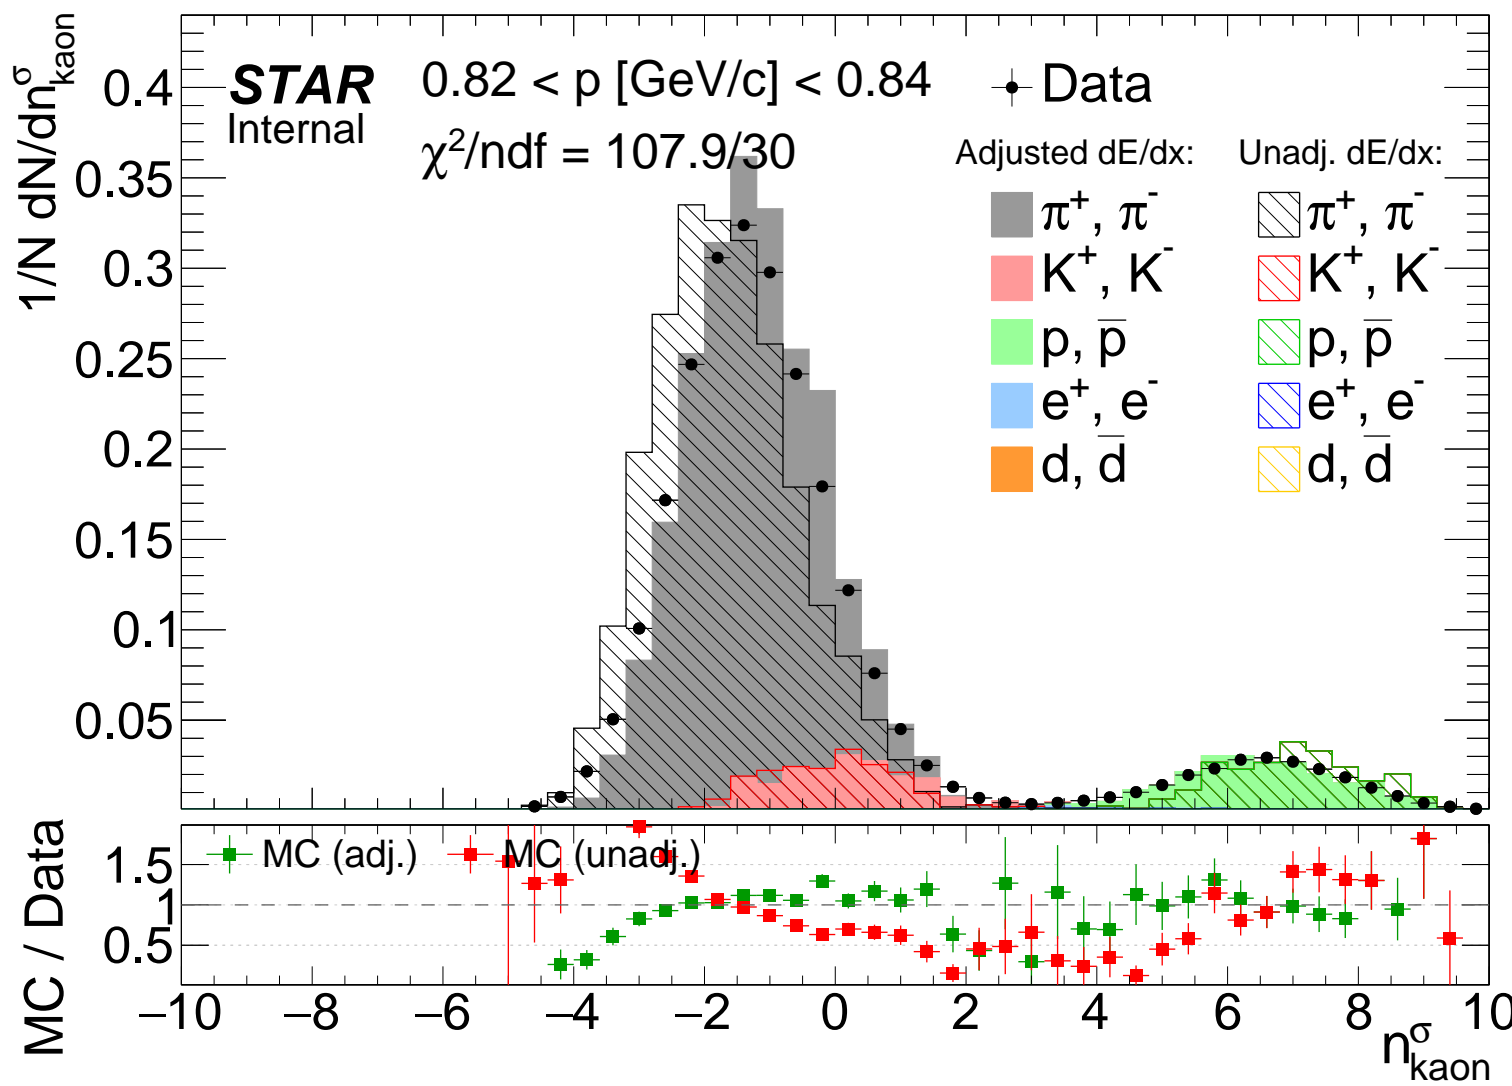 1/N dN/dn^σ_kaon
STAR
Internal
0.82 < p [GeV/c] < 0.84
χ²/ndf = 107.9/30
Data
Adjusted dE/dx:
Unadj. dE/dx:
π⁺, π⁻
π⁺, π⁻
K⁺, K⁻
K⁺, K⁻
p, p̅
p, p̅
e⁺, e⁻
e⁺, e⁻
d, d̅
d, d̅
0.4
0.35
0.3
0.25
0.2
0.15
0.1
0.05
MC / Data
MC (adj.)
MC (unadj.)
1.5
1
0.5
−10
−8
−6
−4
−2
0
2
4
6
8
10
n^σ_kaon